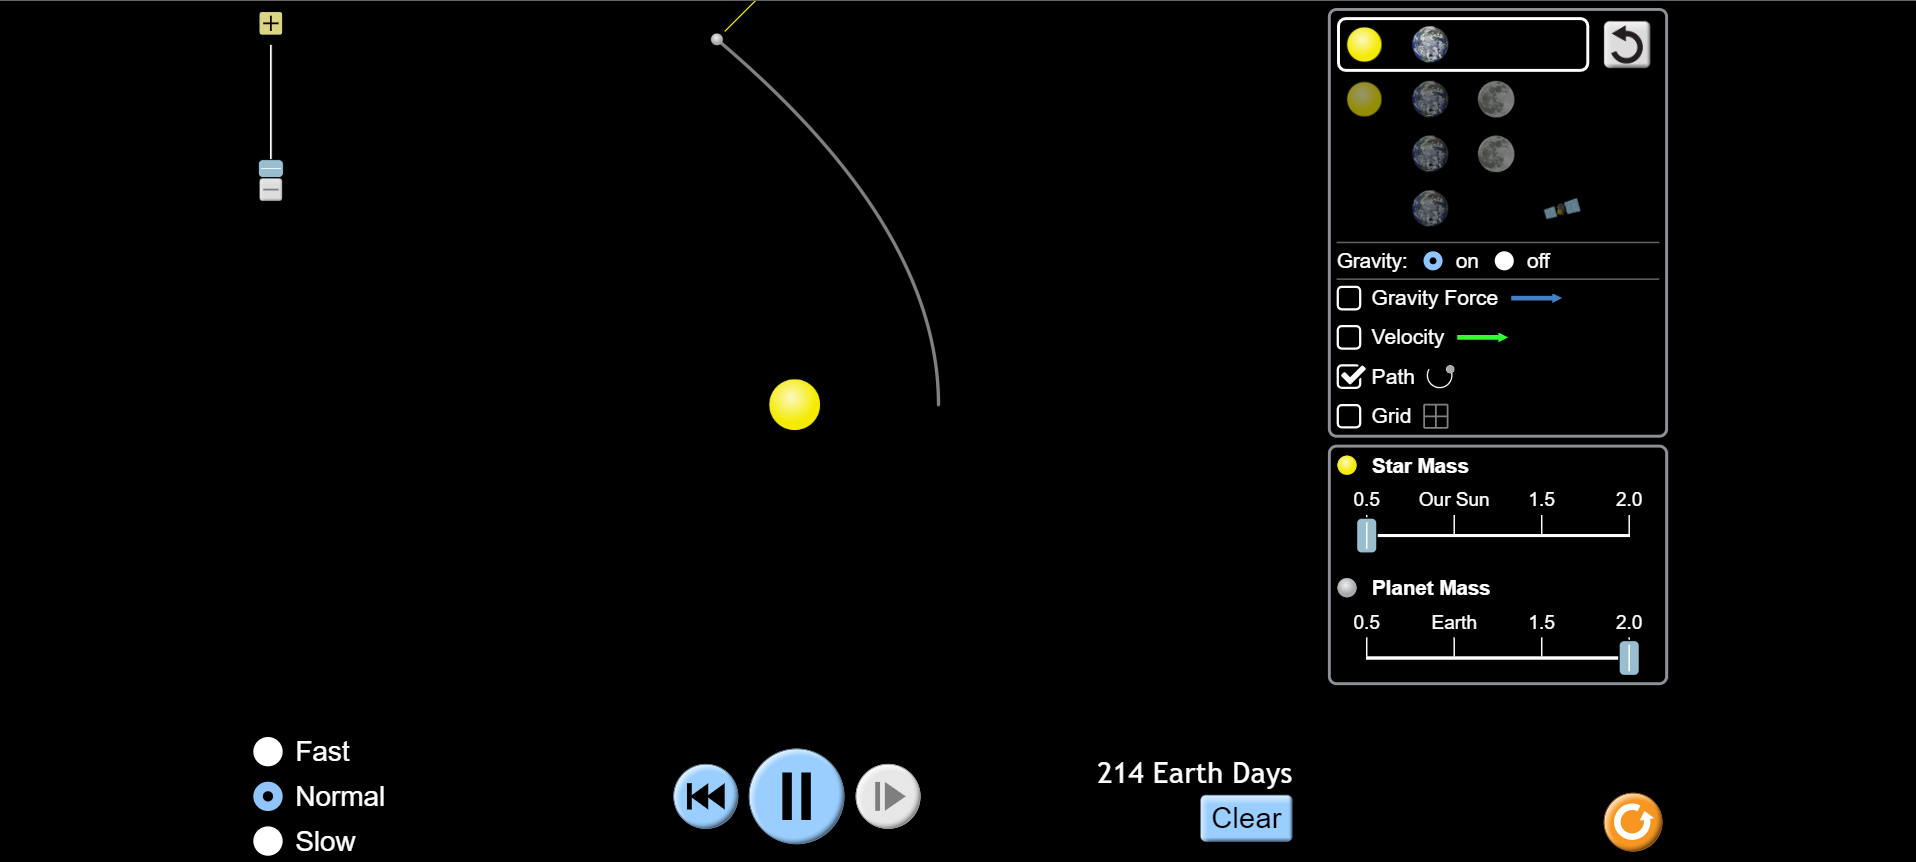 Gravity: on off
Gravity Force
Velocity
Path
Grid
Star Mass
0.5 Our Sun 1.5 2.0
Planet Mass
0.5 Earth 1.5 2.0
Fast
Normal
Slow
214 Earth Days
Clear